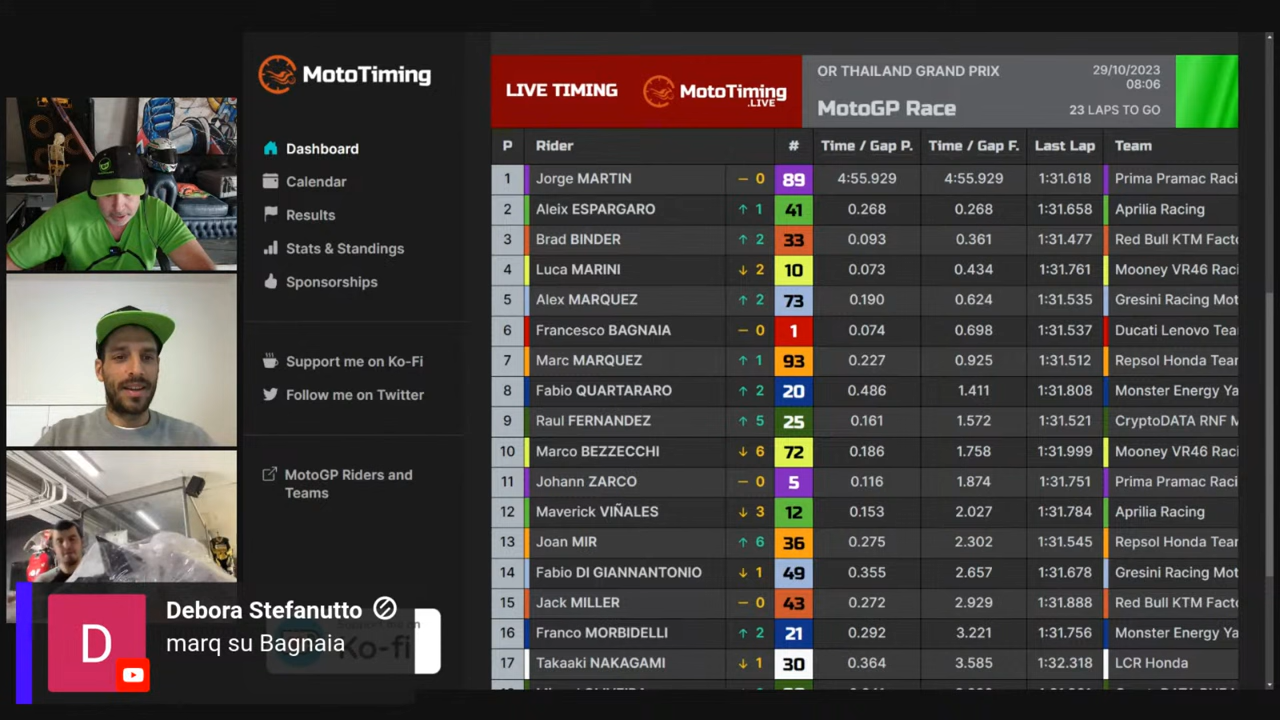 MotoTiming
Dashboard
Calendar
Results
Stats & Standings
Sponsorships
Support me on Ko-Fi
Follow me on Twitter
MotoGP Riders and
Teams
LIVE TIMING
MotoTiming
.LIVE
OR THAILAND GRAND PRIX
29/10/2023
08:06
MotoGP Race
23 LAPS TO GO
P Rider # Time / Gap P. Time / Gap F. Last Lap Team
1 Jorge MARTIN – 0 89 4:55.929 4:55.929 1:31.618 Prima Pramac Raci
2 Aleix ESPARGARO ↑ 1 41 0.268 0.268 1:31.658 Aprilia Racing
3 Brad BINDER ↑ 2 33 0.093 0.361 1:31.477 Red Bull KTM Facto
4 Luca MARINI ↓ 2 10 0.073 0.434 1:31.761 Mooney VR46 Raci
5 Alex MARQUEZ ↑ 2 73 0.190 0.624 1:31.535 Gresini Racing Mot
6 Francesco BAGNAIA – 0 1 0.074 0.698 1:31.537 Ducati Lenovo Tea
7 Marc MARQUEZ ↑ 1 93 0.227 0.925 1:31.512 Repsol Honda Tear
8 Fabio QUARTARARO ↑ 2 20 0.486 1.411 1:31.808 Monster Energy Ya
9 Raul FERNANDEZ ↑ 5 25 0.161 1.572 1:31.521 CryptoDATA RNF M
10 Marco BEZZECCHI ↓ 6 72 0.186 1.758 1:31.999 Mooney VR46 Raci
11 Johann ZARCO – 0 5 0.116 1.874 1:31.751 Prima Pramac Raci
12 Maverick VIÑALES ↓ 3 12 0.153 2.027 1:31.784 Aprilia Racing
13 Joan MIR ↑ 6 36 0.275 2.302 1:31.545 Repsol Honda Tear
14 Fabio DI GIANNANTONIO ↓ 1 49 0.355 2.657 1:31.678 Gresini Racing Mot
15 Jack MILLER – 0 43 0.272 2.929 1:31.888 Red Bull KTM Facto
16 Franco MORBIDELLI ↑ 2 21 0.292 3.221 1:31.756 Monster Energy Ya
17 Takaaki NAKAGAMI ↓ 1 30 0.364 3.585 1:32.318 LCR Honda
D
Debora Stefanutto
marq su Bagnaia
Ko-fi